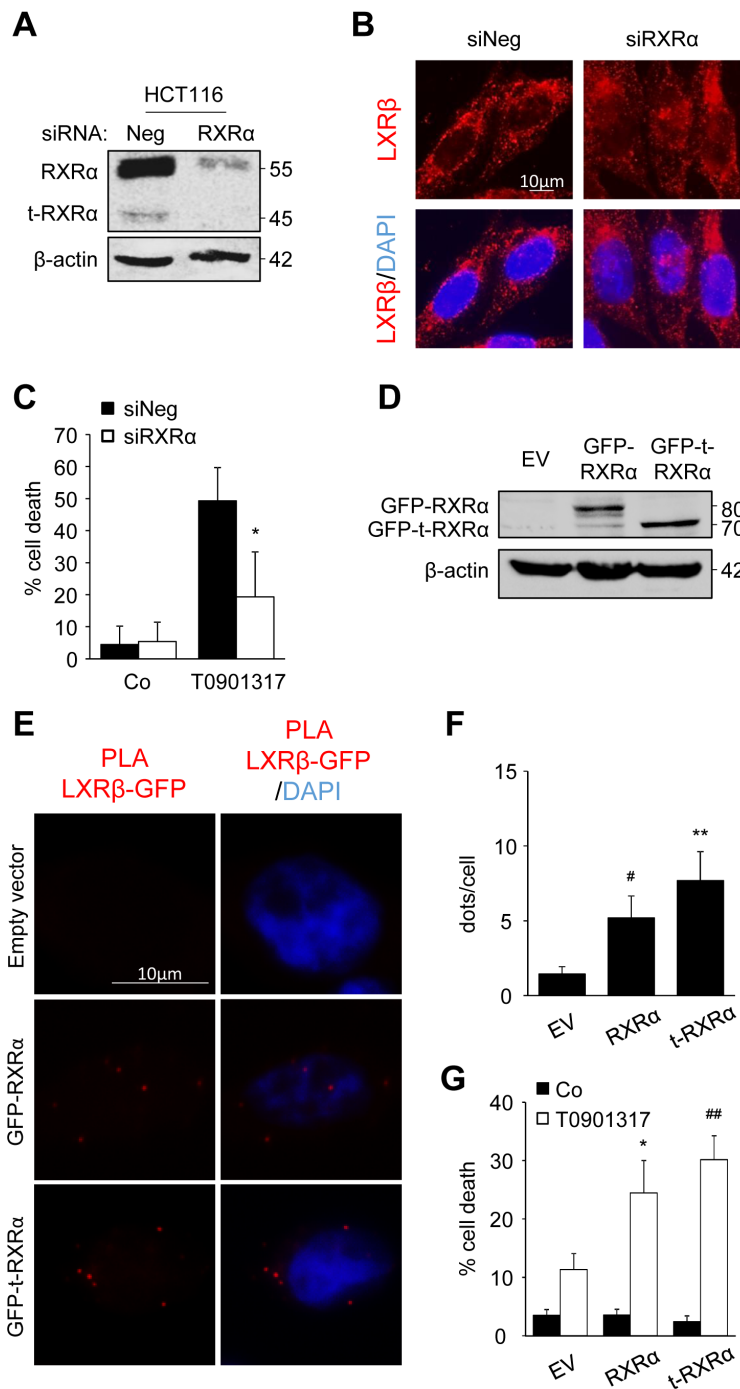 A
HCT116
siRNA: Neg RXRα
RXRα
55
t-RXRα
45
β-actin
42
B
siNeg siRXRα
LXRβ
10μm
LXRβ/DAPI
C
siNeg
siRXRα
% cell death
70
60
50
40
30
20
10
0
*
Co T0901317
D
EV GFP-RXRα GFP-t-RXRα
GFP-RXRα
80
GFP-t-RXRα
70
β-actin
42
E
PLA
LXRβ-GFP
PLA
LXRβ-GFP
/DAPI
Empty vector
10μm
GFP-RXRα
GFP-t-RXRα
F
dots/cell
15
10
5
0
#
**
EV RXRα t-RXRα
G
Co
T0901317
% cell death
40
30
20
10
0
*
##
EV RXRα t-RXRα